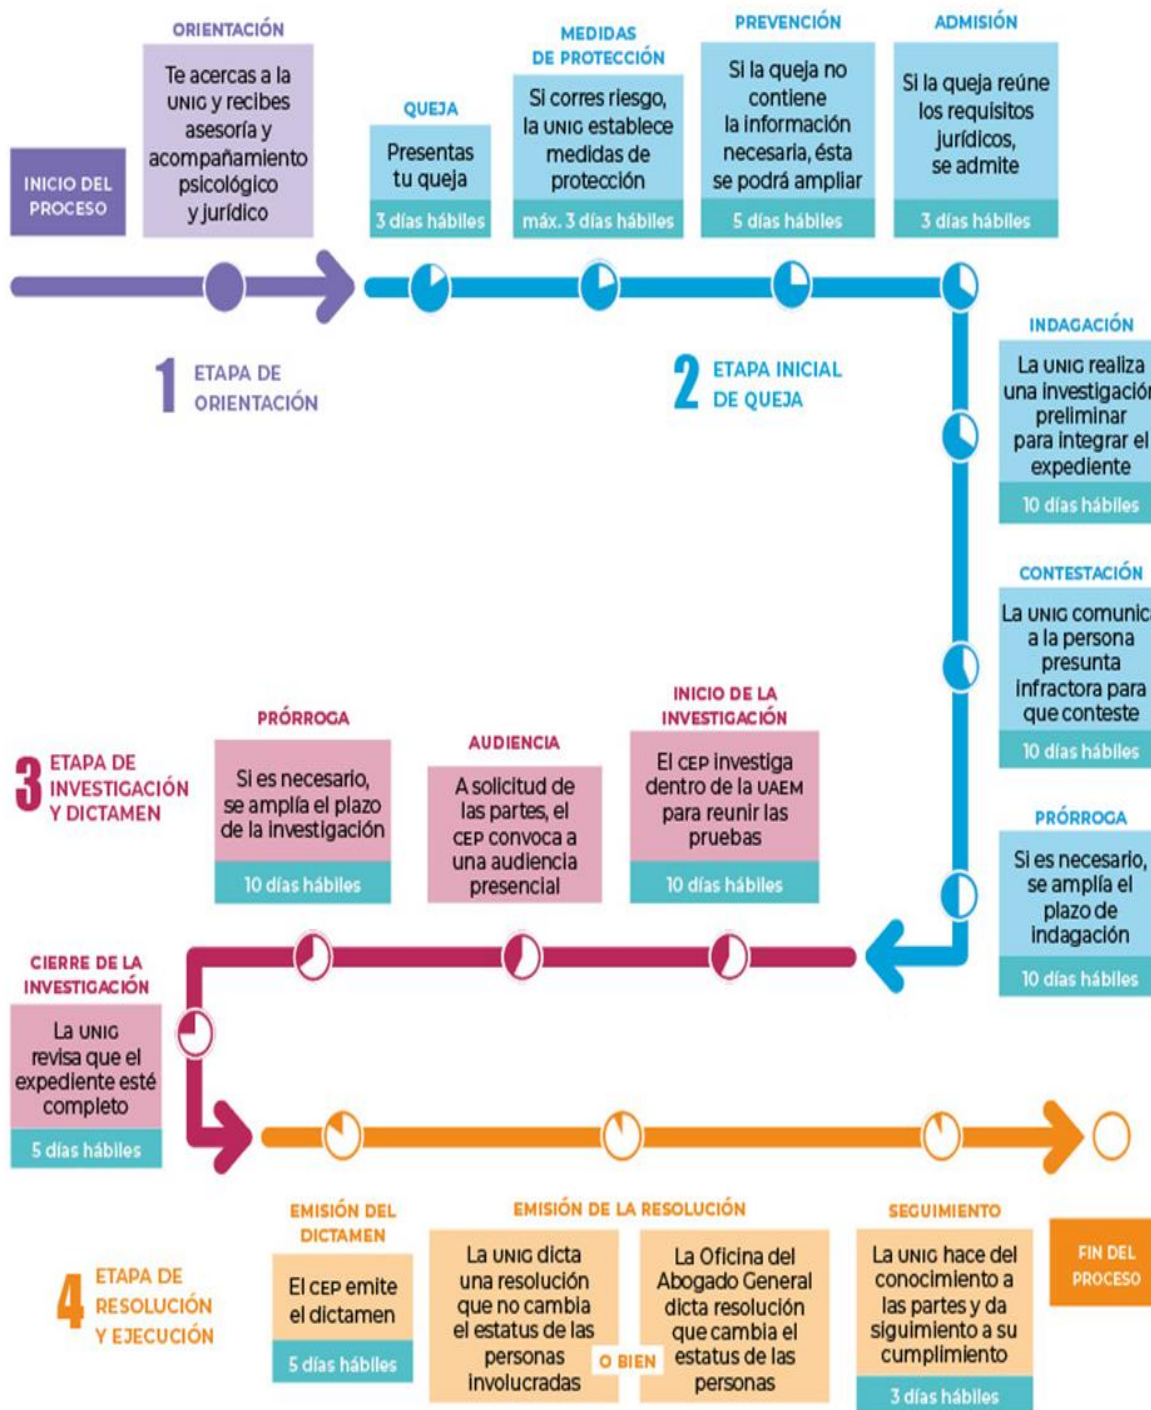 INICIO DEL
PROCESO
ORIENTACIÓN
Te acercas a la
UNIG y recibes
asesoría y
acompañamiento
psicológico
y jurídico
1 ETAPA DE
ORIENTACIÓN
QUEJA
Presentas
tu queja
3 días hábiles
MEDIDAS
DE PROTECCIÓN
Si corres riesgo,
la UNIG establece
medidas de
protección
máx. 3 días hábiles
PREVENCIÓN
Si la queja no
contiene
la información
necesaria, ésta
se podrá ampliar
5 días hábiles
ADMISIÓN
Si la queja reúne
los requisitos
jurídicos,
se admite
3 días hábiles
2 ETAPA INICIAL
DE QUEJA
INDAGACIÓN
La UNIG realiza
una investigación
preliminar
para integrar el
expediente
10 días hábiles
CONTESTACIÓN
La UNIG comunica
a la persona
presunta
infractora para
que conteste
10 días hábiles
PRÓRROGA
Si es necesario,
se amplía el
plazo de
indagación
10 días hábiles
3 ETAPA DE
INVESTIGACIÓN
Y DICTAMEN
INICIO DE LA
INVESTIGACIÓN
El CEP investiga
dentro de la UAEM
para reunir las
pruebas
10 días hábiles
AUDIENCIA
A solicitud de
las partes, el
CEP convoca a
una audiencia
presencial
PRÓRROGA
Si es necesario,
se amplía el plazo
de la investigación
10 días hábiles
CIERRE DE LA
INVESTIGACIÓN
La UNIG
revisa que el
expediente esté
completo
5 días hábiles
4 ETAPA DE
RESOLUCIÓN
Y EJECUCIÓN
EMISIÓN DEL
DICTAMEN
El CEP emite
el dictamen
5 días hábiles
EMISIÓN DE LA RESOLUCIÓN
La UNIG dicta
una resolución
que no cambia
el estatus de las
personas
involucradas
O BIEN
La Oficina del
Abogado General
dicta resolución
que cambia el
estatus de las
personas
SEGUIMIENTO
La UNIG hace del
conocimiento a
las partes y da
siguimiento a su
cumplimiento
3 días hábiles
FIN DEL
PROCESO